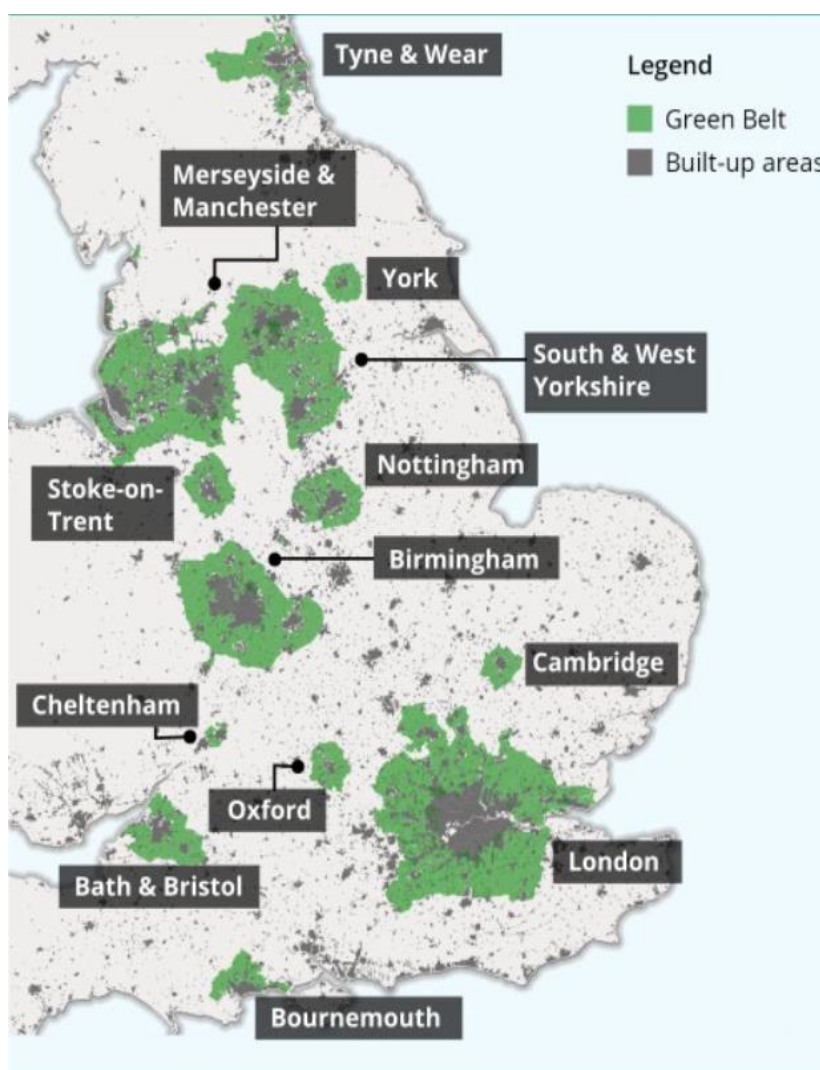 Tyne & Wear
Legend
Green Belt
Built-up areas
Merseyside &
Manchester
York
South & West
Yorkshire
Nottingham
Stoke-on-
Trent
Birmingham
Cambridge
Cheltenham
Oxford
London
Bath & Bristol
Bournemouth